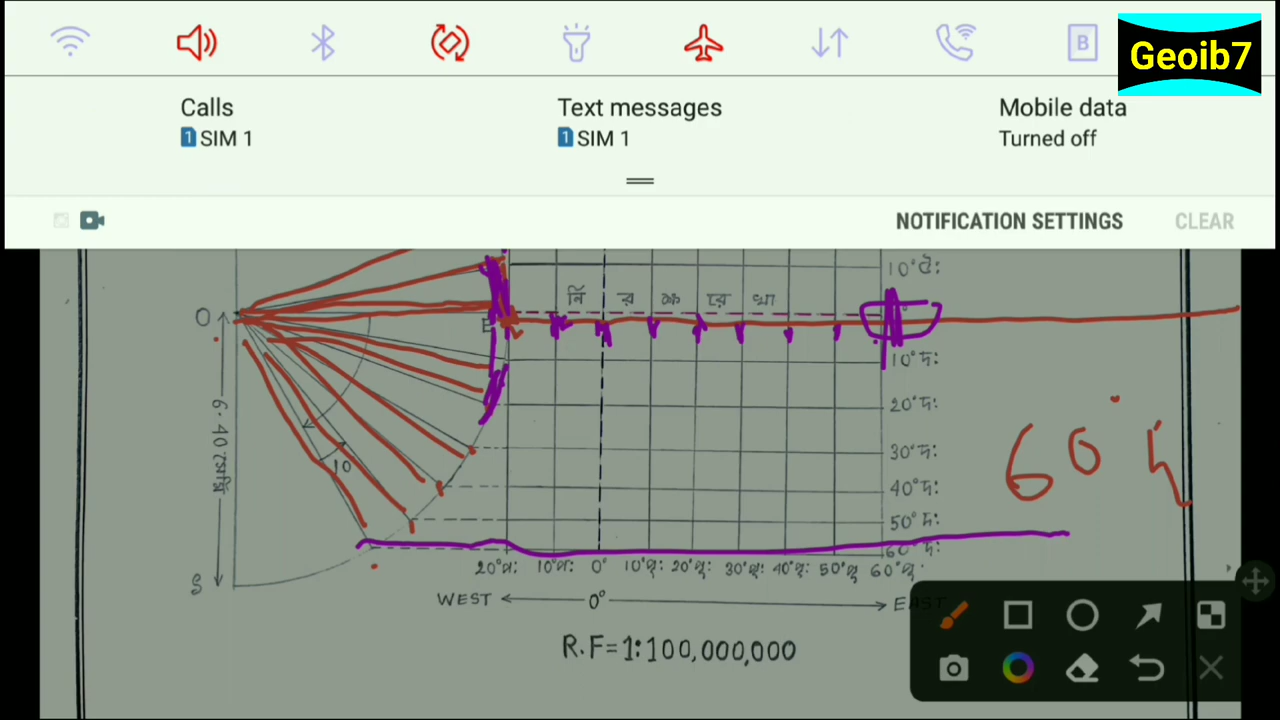 Geoib7
Calls
Text messages
Mobile data
1 SIM 1
1 SIM 1
Turned off
B
NOTIFICATION SETTINGS
CLEAR
10°উ:
নি র ক্ষ রে খা
O
10°দ:
20°দ:
30°দ:
40°দ:
50°দ:
60°দ:
10
60° দ
S
20°প: 10°প: 0° 10°পূ: 20°পূ: 30°পূ: 40°পূ: 50°পূ 60°পূ
WEST 0° EAST
R.F=1:100,000,000